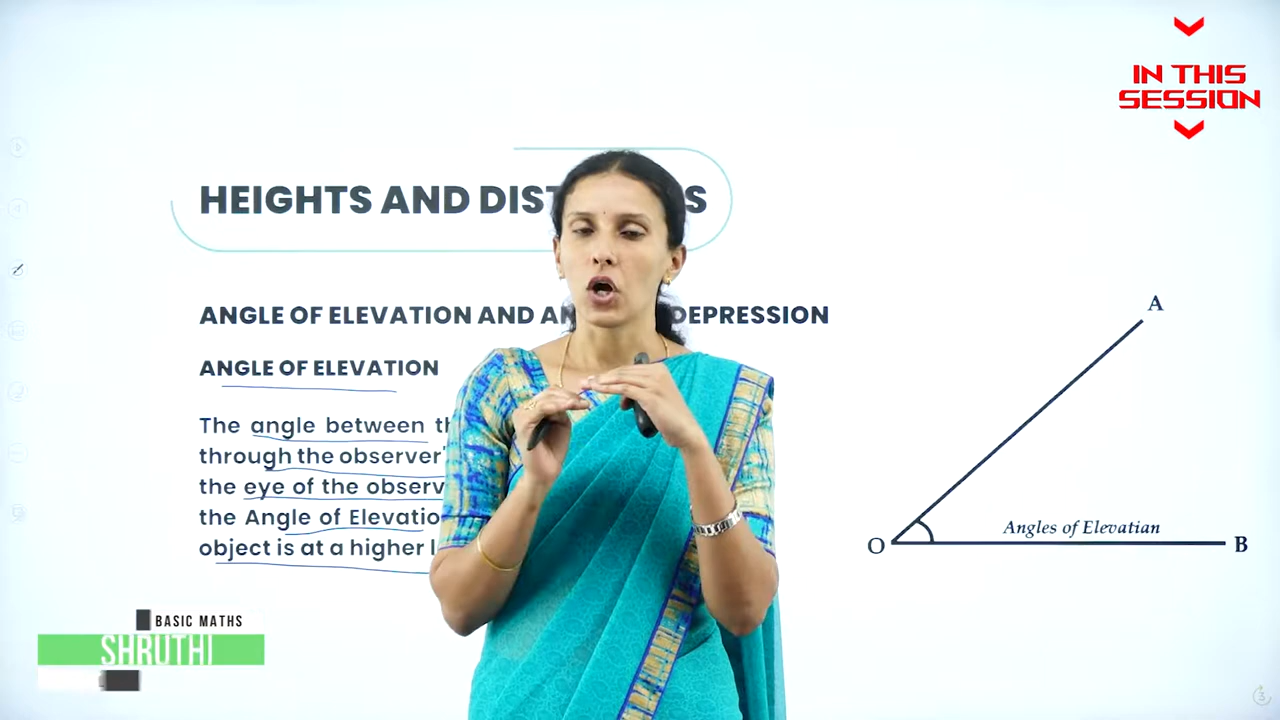 IN THIS
SESSION
HEIGHTS AND DIST S
ANGLE OF ELEVATION AND AN DEPRESSION
ANGLE OF ELEVATION
The angle between th
through the observer'
the eye of the observ
the Angle of Elevatio
object is at a higher l
A
Angles of Elevatian
O
B
BASIC MATHS
SHRUTHI